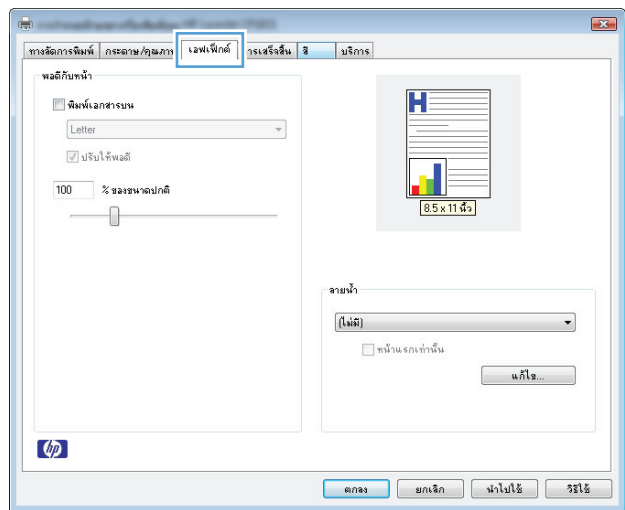 ทางลัดการพิมพ์ กระดาษ/คุณภาพ เอฟเฟ็กต์ การเสร็จสิ้น สี บริการ
พอดีกับหน้า
พิมพ์เอกสารบน
Letter
ปรับให้พอดี
100 % ของขนาดปกติ
H
8.5 x 11 นิ้ว
ลายน้ำ
(ไม่มี)
หน้าแรกเท่านั้น
แก้ไข...
hp
ตกลง ยกเลิก นำไปใช้ วิธีใช้